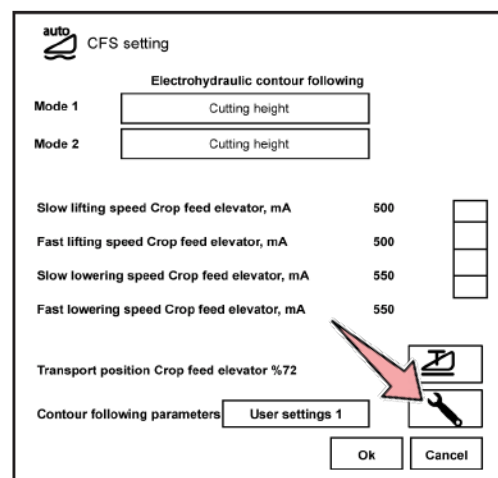 auto
CFS setting
Electrohydraulic contour following
Mode 1 Cutting height
Mode 2 Cutting height
Slow lifting speed Crop feed elevator, mA 500
Fast lifting speed Crop feed elevator, mA 500
Slow lowering speed Crop feed elevator, mA 550
Fast lowering speed Crop feed elevator, mA 550
Transport position Crop feed elevator %72
Contour following parameters User settings 1
Ok Cancel